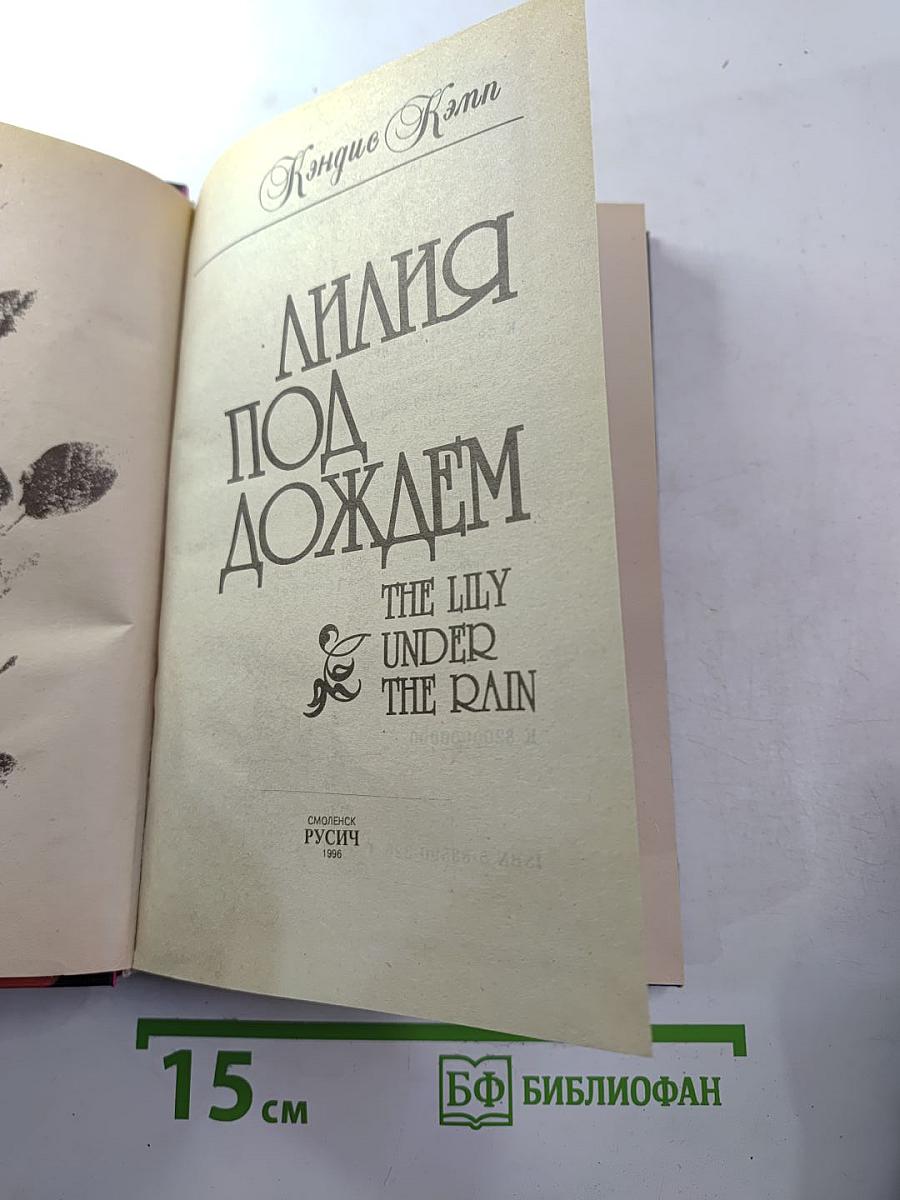 Кэндис Кэмп
ЛИЛИЯ
ПОД
ДОЖДЕМ
THE LILY
UNDER
THE RAIN
СМОЛЕНСК
РУСИЧ
1996
15 см
БФ БИБЛИОФАН